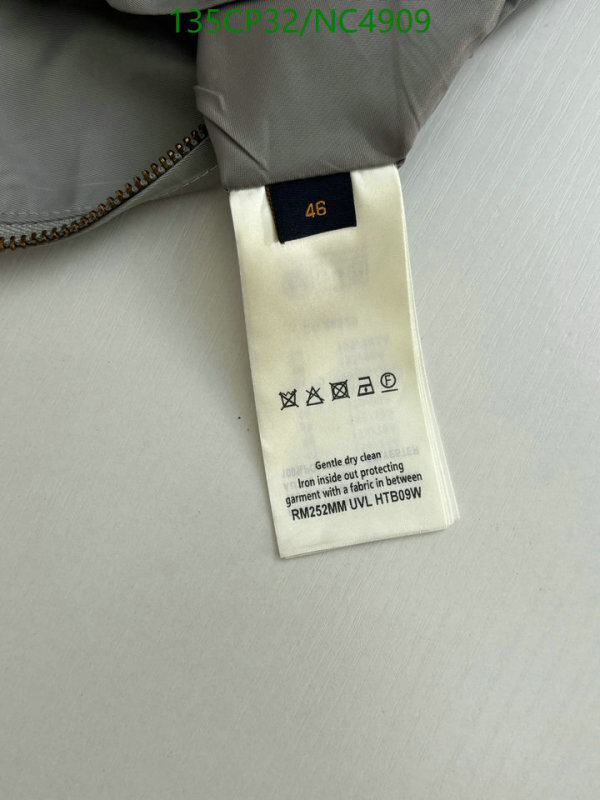 135CP32/NC4909
46
Gentle dry clean
Iron inside out protecting
garment with a fabric in between
RM252MM UVL HTB09W